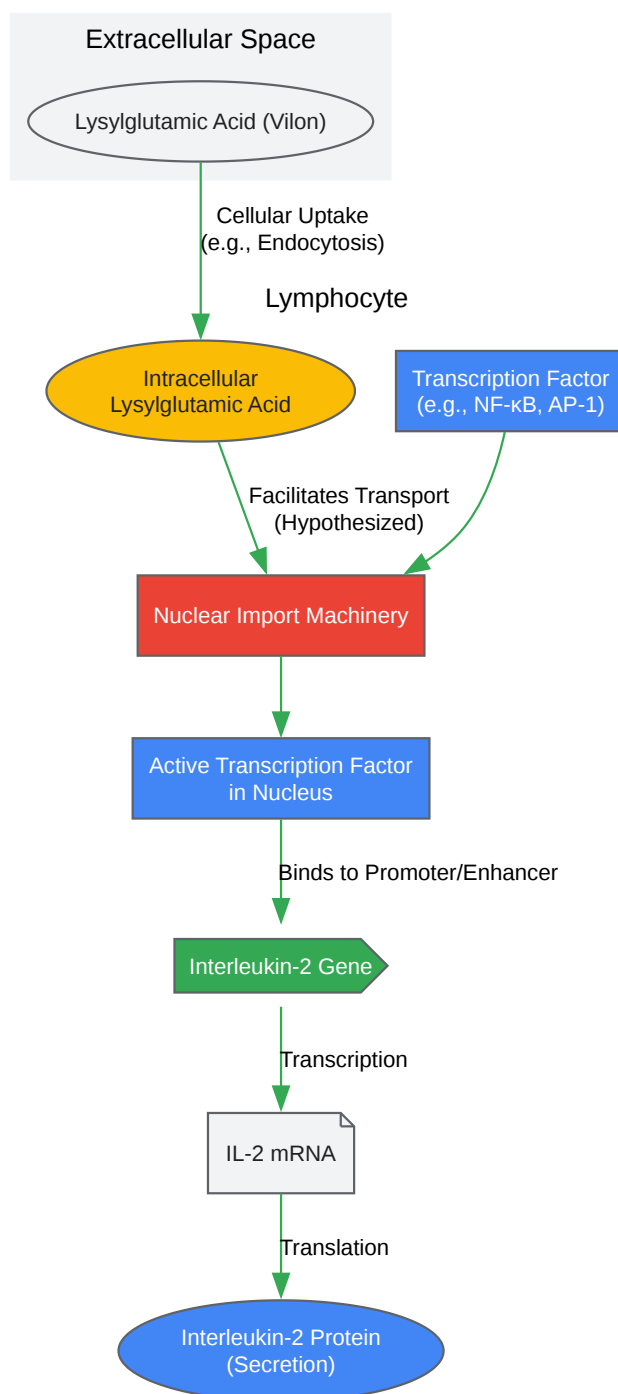 Extracellular Space
Lysylglutamic Acid (Vilon)
Cellular Uptake
(e.g., Endocytosis)
Lymphocyte
Intracellular
Lysylglutamic Acid
Transcription Factor
(e.g., NF-κB, AP-1)
Facilitates Transport
(Hypothesized)
Nuclear Import Machinery
Active Transcription Factor
in Nucleus
Binds to Promoter/Enhancer
Interleukin-2 Gene
Transcription
IL-2 mRNA
Translation
Interleukin-2 Protein
(Secretion)